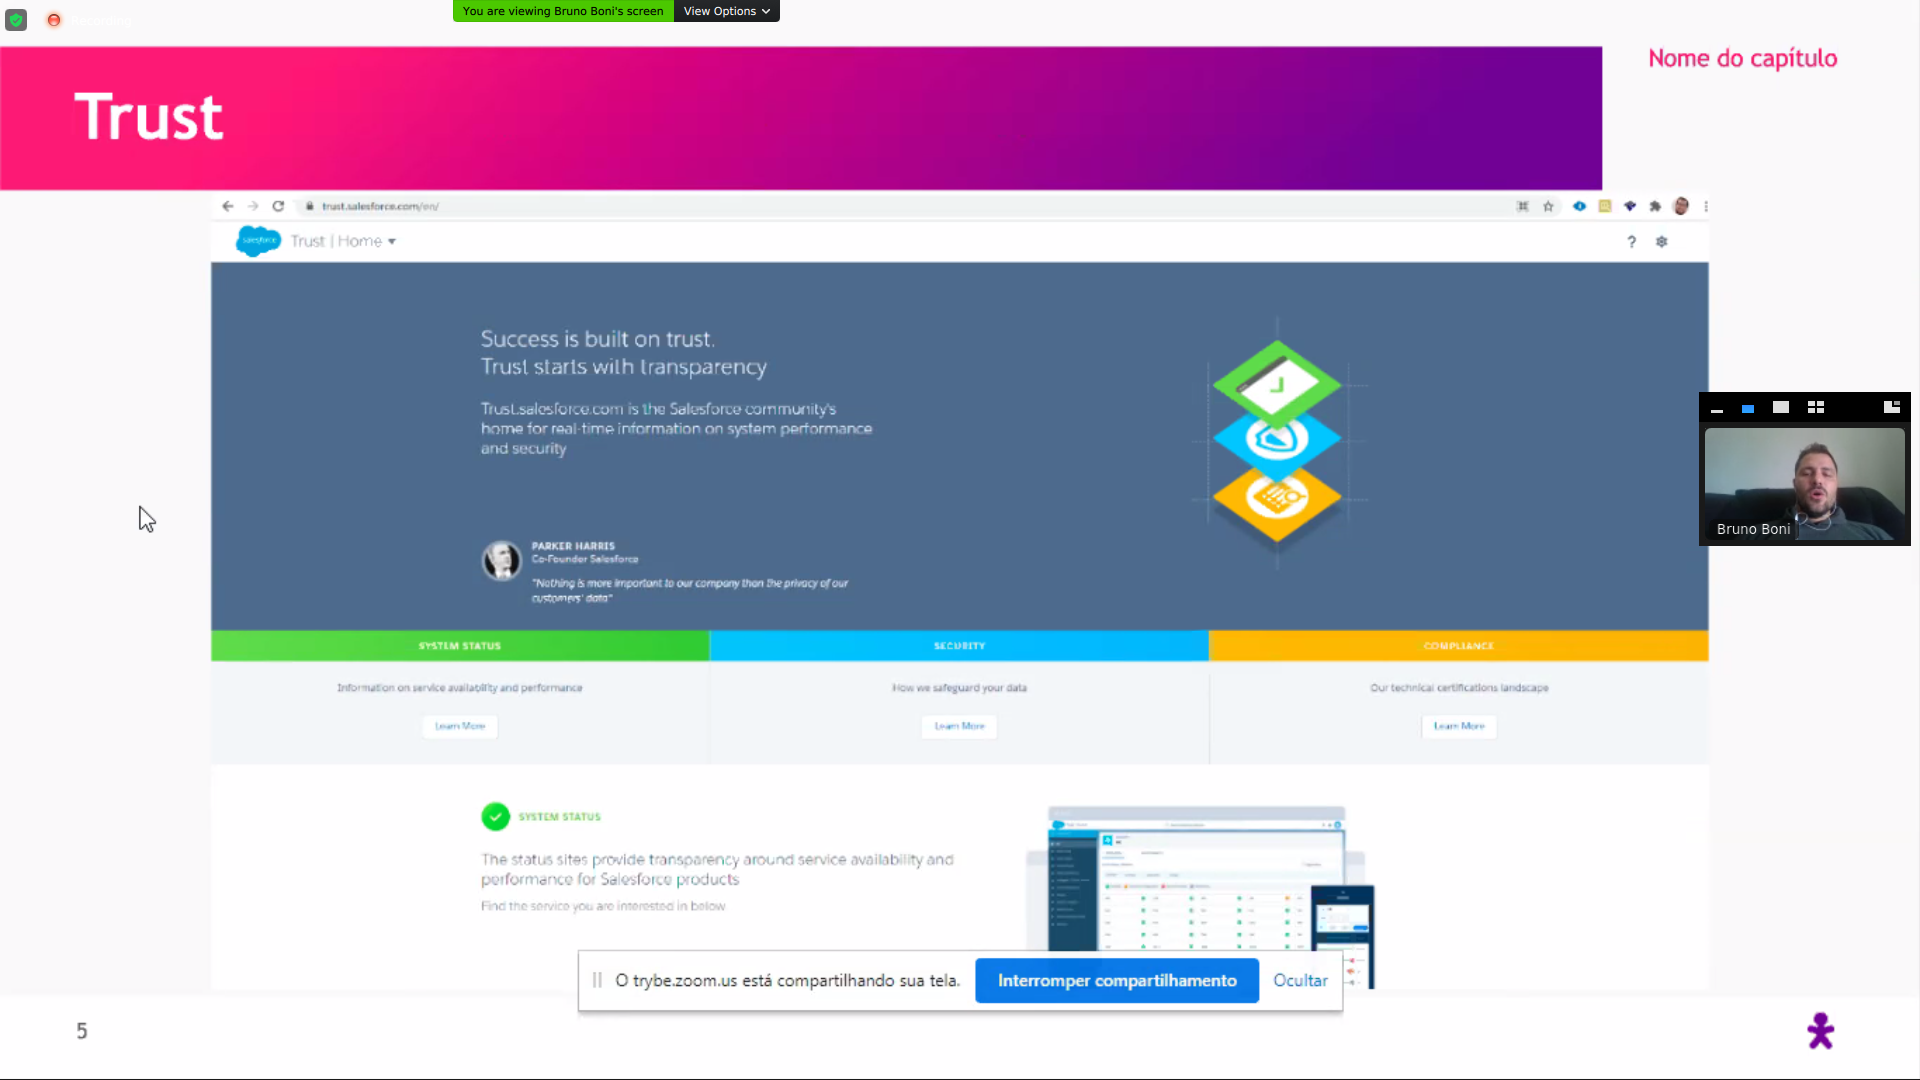 You are viewing Bruno Boni's screen
View Options
Recording
Nome do capítulo
Trust
trust.salesforce.com/en/
salesforce
Trust | Home
?
Success is built on trust.
Trust starts with transparency
Trust.salesforce.com is the Salesforce community's
home for real-time information on system performance
and security
PARKER HARRIS
Co-Founder Salesforce
"Nothing is more important to our company than the privacy of our
customers' data"
Bruno Boni
SYSTEM STATUS
SECURITY
COMPLIANCE
Information on service availability and performance
How we safeguard your data
Our technical certifications landscape
Learn More
Learn More
Learn More
SYSTEM STATUS
The status sites provide transparency around service availability and
performance for Salesforce products
Find the service you are interested in below
O trybe.zoom.us está compartilhando sua tela.
Interromper compartilhamento
Ocultar
5